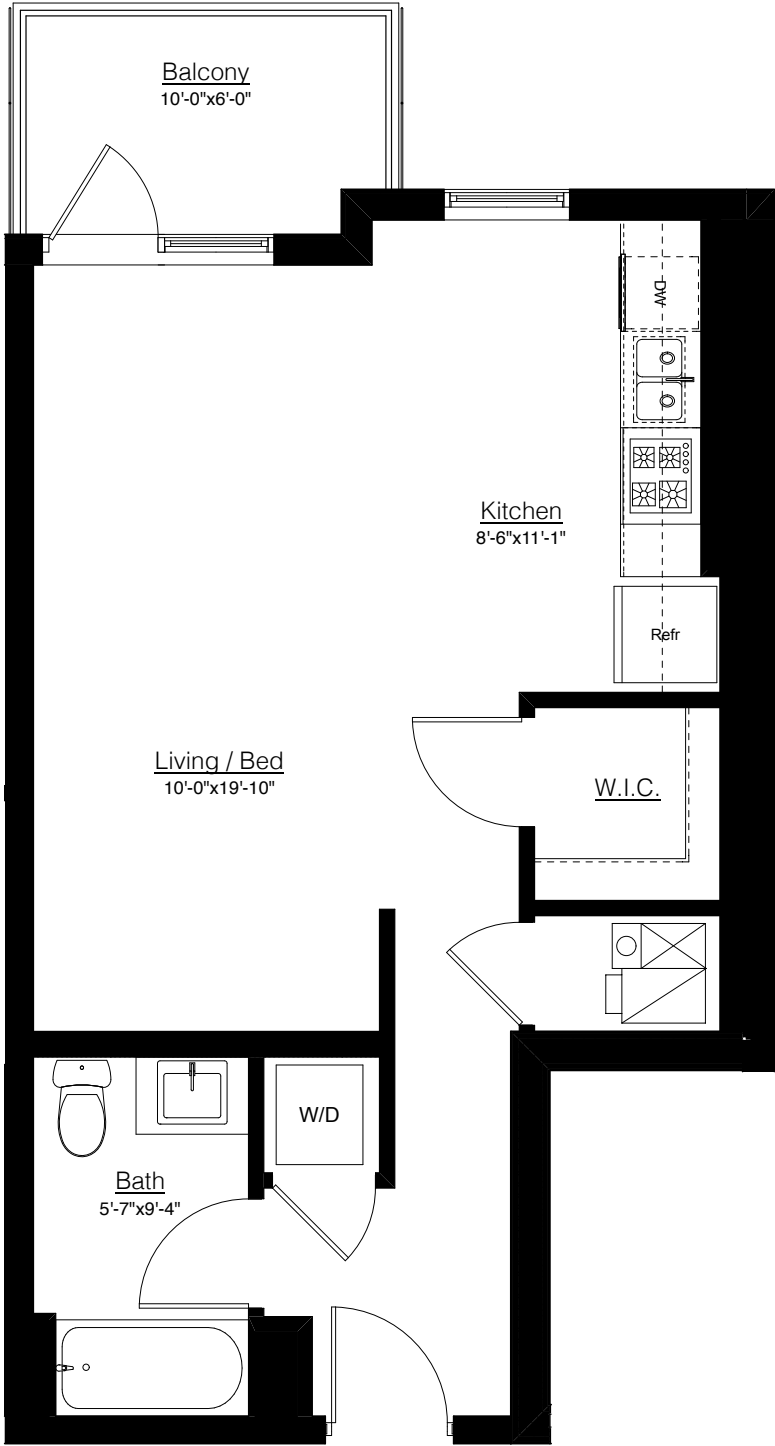 Balcony
10'-0"x6'-0"
DW
Kitchen
8'-6"x11'-1"
Refr
Living / Bed
10'-0"x19'-10"
W.I.C.
W/D
Bath
5'-7"x9'-4"